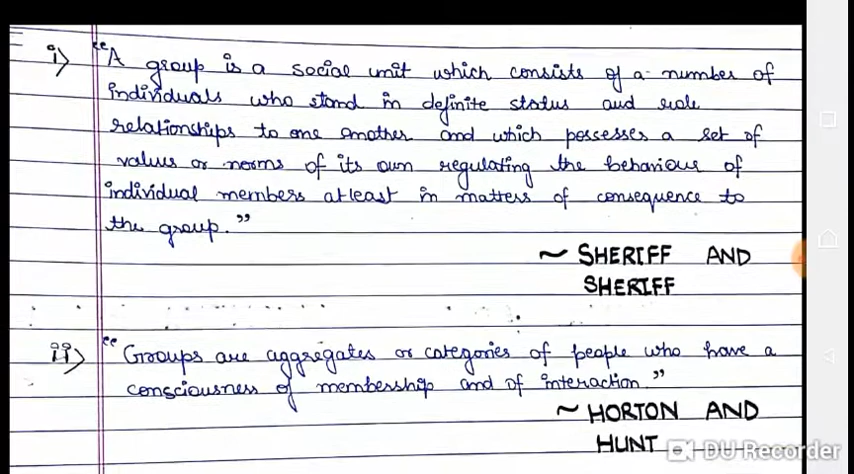 i) "A group is a social unit which consists of a number of
individuals who stand in definite status and role
relationships to one another and which possesses a set of
values or norms of its own regulating the behaviour of
individual members atleast in matters of consequence to
the group."
~ SHERIFF AND
SHERIFF
ii) "Groups are aggregates or categories of people who have a
consciousness of membership and of interaction."
~ HORTON AND
HUNT
DU Recorder